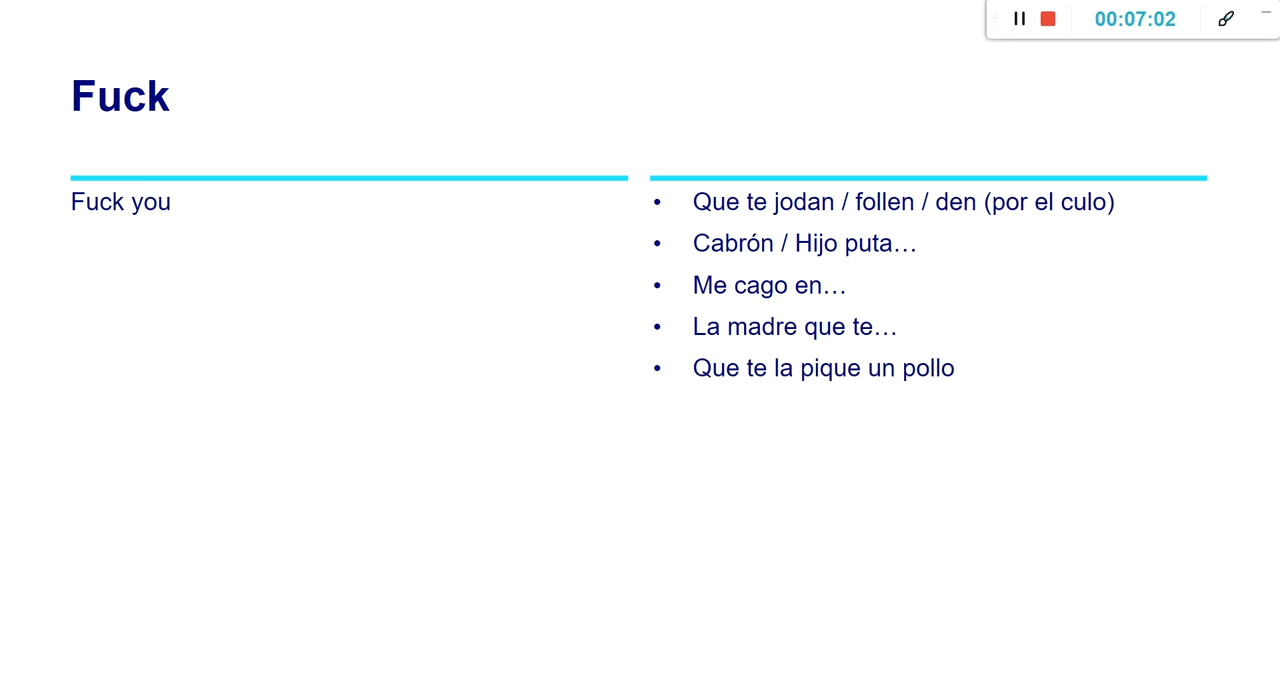 00:07:02
Fuck
Fuck you
• Que te jodan / follen / den (por el culo)
• Cabrón / Hijo puta…
• Me cago en…
• La madre que te…
• Que te la pique un pollo